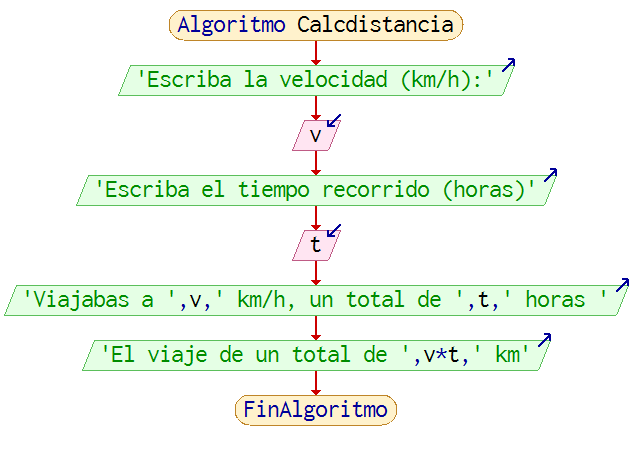 Algoritmo Calcdistancia
'Escriba la velocidad (km/h):'
v
'Escriba el tiempo recorrido (horas)'
t
'Viajabas a ',v,' km/h, un total de ',t,' horas '
'El viaje de un total de ',v*t,' km'
FinAlgoritmo